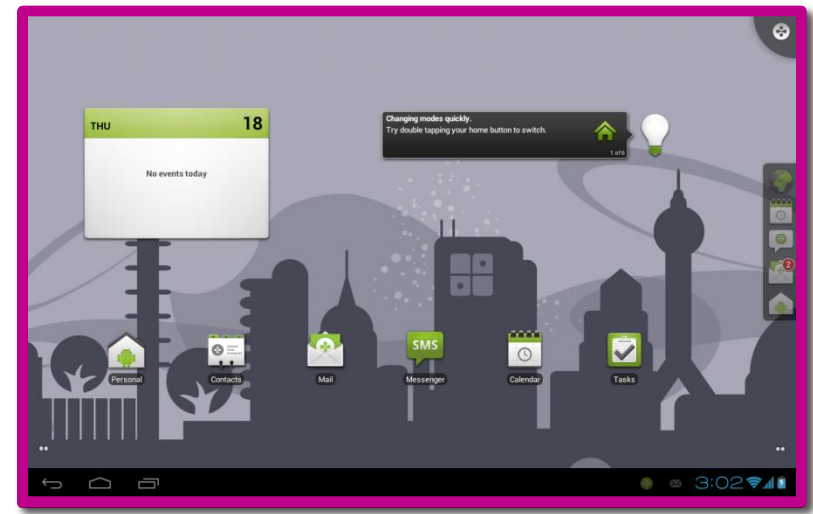 THU 18
No events today
Changing modes quickly.
Try double tapping your home button to switch.
1 of 6
2
SMS
Personal
Contacts
Mail
Messenger
Calendar
Tasks
3:02